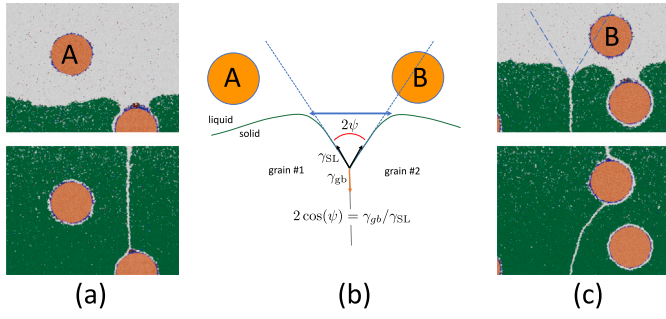 A
B
A
B
liquid
solid
2ψ
γSL
grain #1
γgb
grain #2
2 cos(ψ) = γgb/γSL
(a)
(b)
(c)